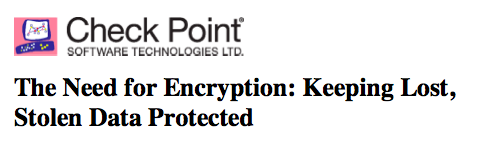 Check Point®
SOFTWARE TECHNOLOGIES LTD.
The Need for Encryption: Keeping Lost,
Stolen Data Protected